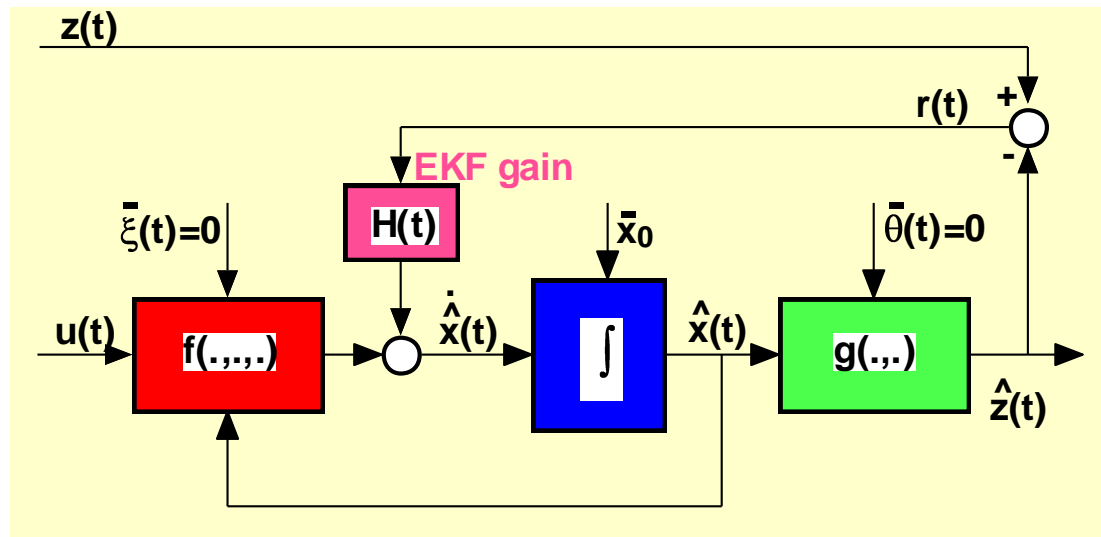 z(t)
r(t)
+
-
EKF gain
H(t)
ξ̄(t)=0
x̄₀
θ̄(t)=0
u(t)
f(.,.,.)
ẋ̂(t)
∫
x̂(t)
g(.,.)
ẑ(t)